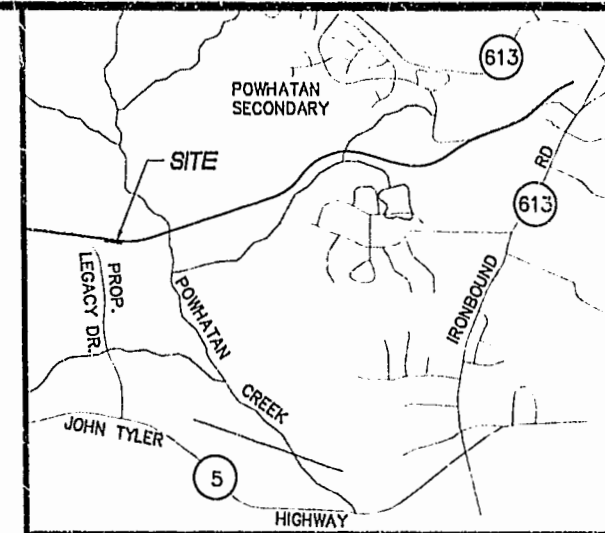 613
POWHATAN
SECONDARY
SITE
RD
613
PROP.
LEGACY DR.
POWHATAN
CREEK
IRONBOUND
JOHN TYLER
5
HIGHWAY